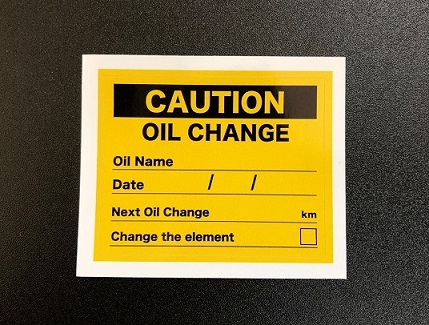 CAUTION
OIL CHANGE
Oil Name
Date / /
Next Oil Change km
Change the element